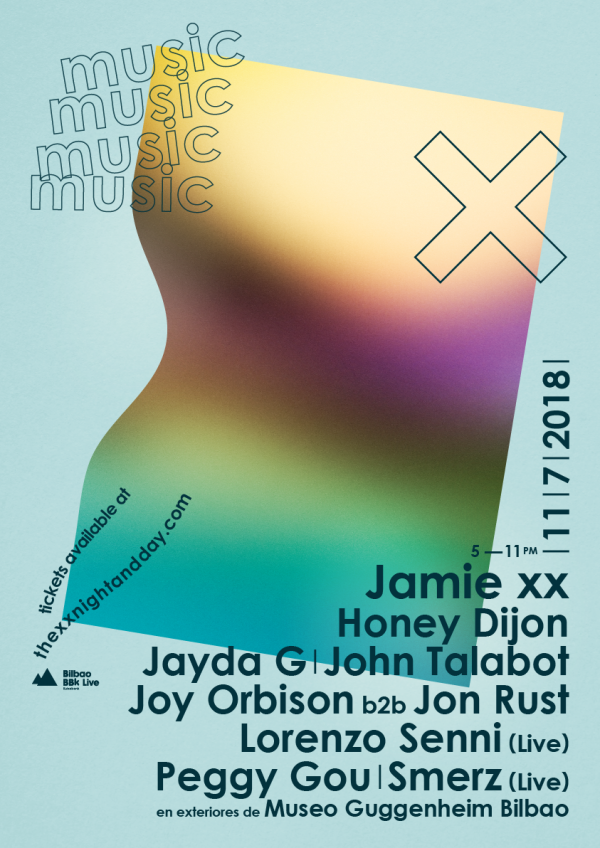 music
music
music
music
| 11 | 7 | 2018 |
5 — 11 PM
tickets available at
thexxnightandday.com
Jamie xx
Honey Dijon
Jayda G | John Talabot
Joy Orbison b2b Jon Rust
Lorenzo Senni (Live)
Peggy Gou | Smerz (Live)
en exteriores de Museo Guggenheim Bilbao
Bilbao
BBk Live